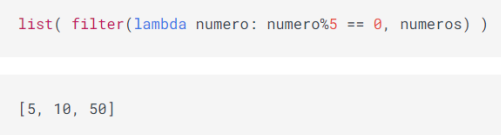 list( filter(lambda numero: numero%5 == 0, numeros) )
[5, 10, 50]